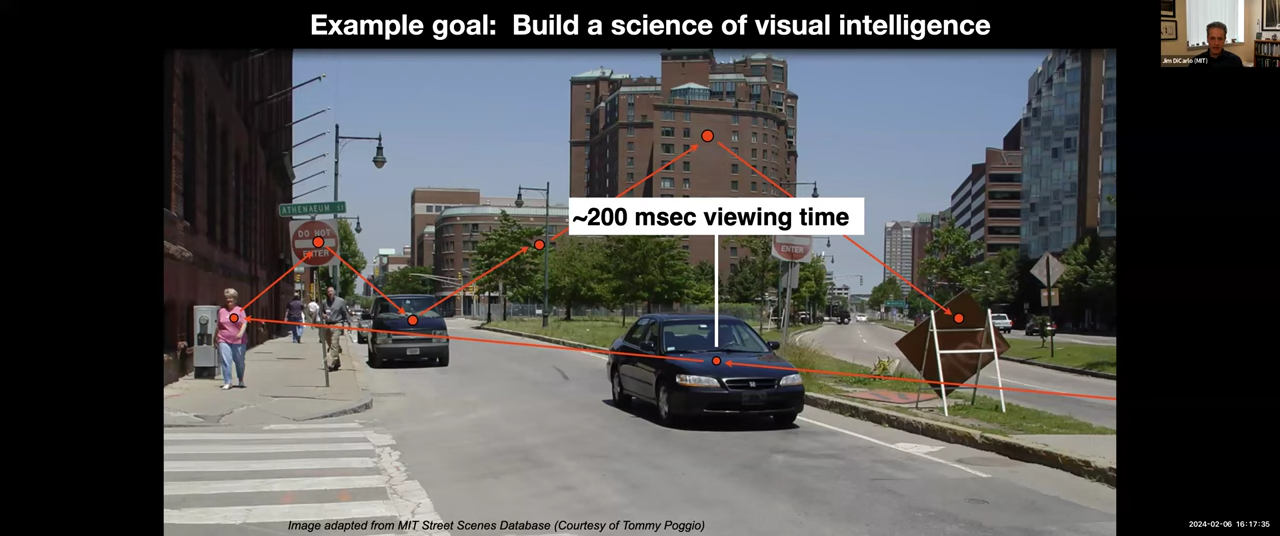 Example goal: Build a science of visual intelligence
Jim DiCarlo (MIT)
~200 msec viewing time
ATHENAEUM ST
DO NOT
ENTER
ENTER
Image adapted from MIT Street Scenes Database (Courtesy of Tommy Poggio)
2024-02-06 16:17:35